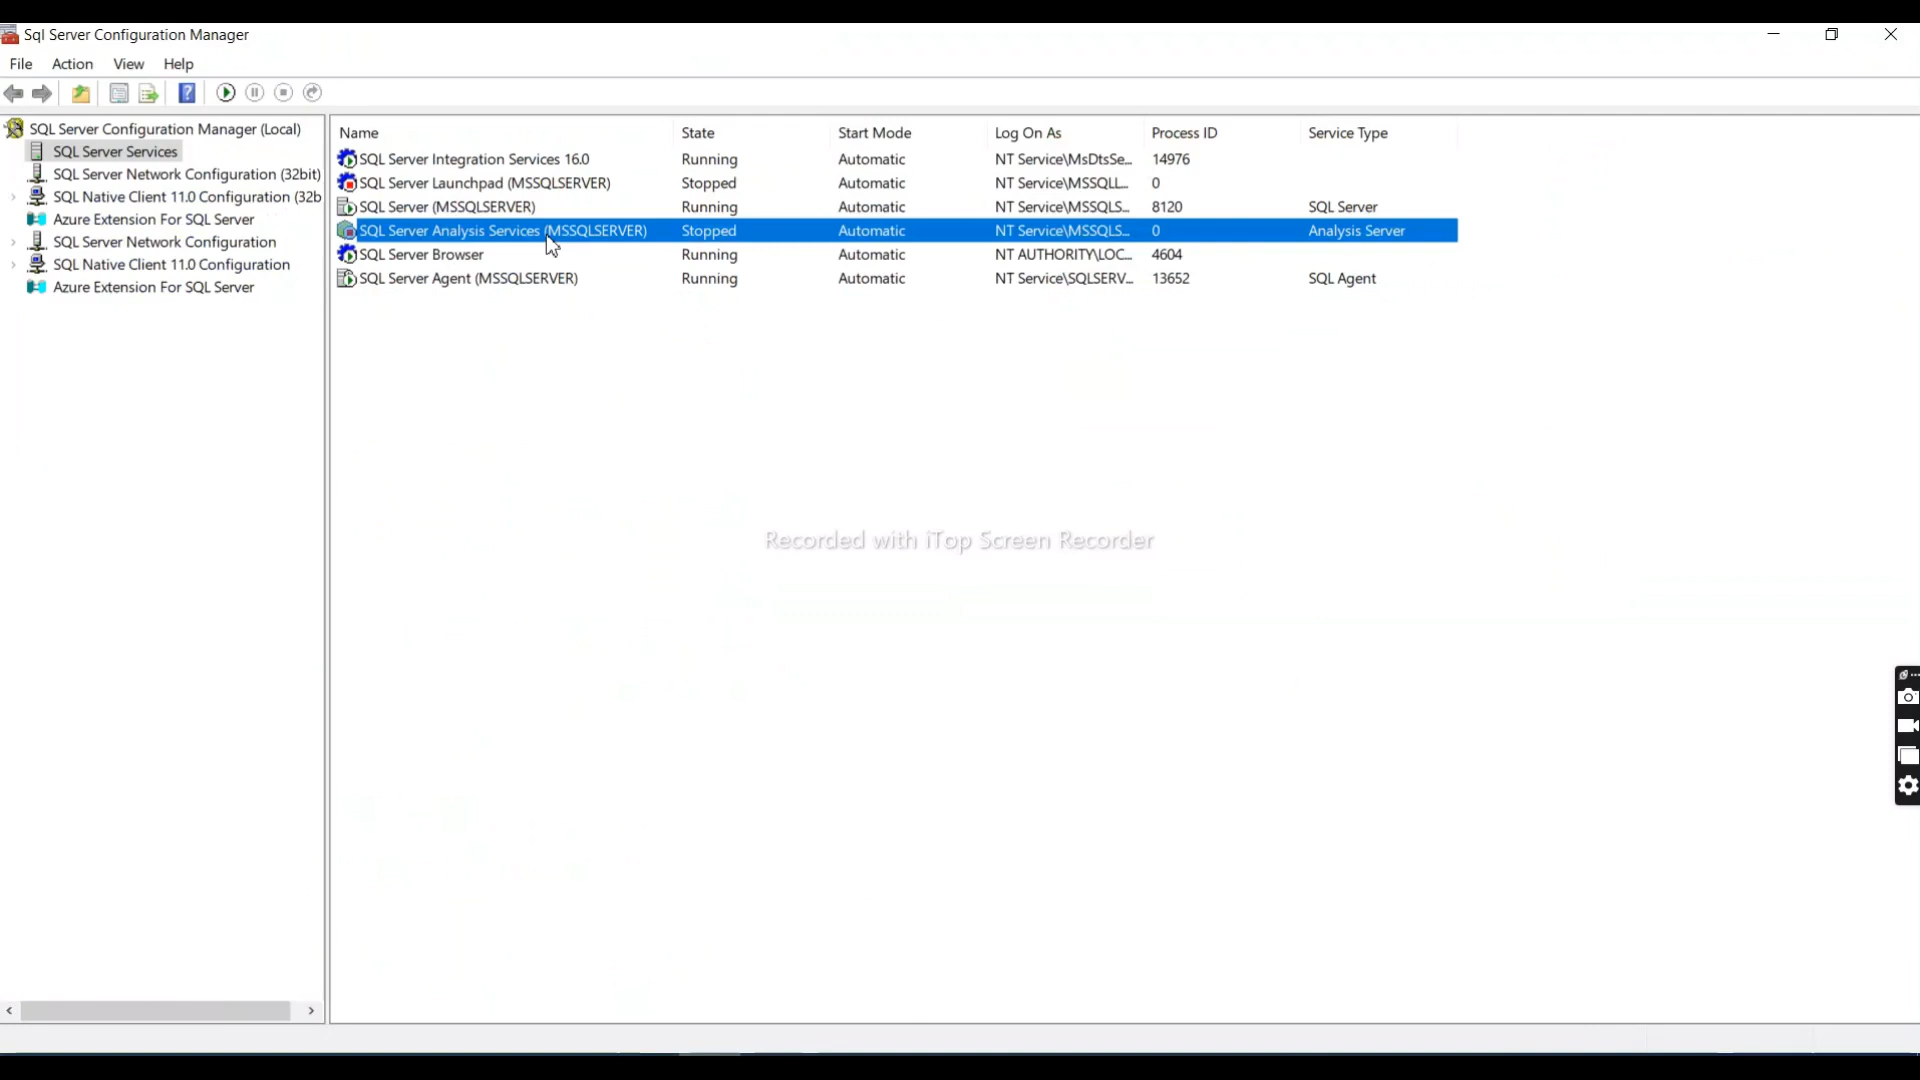 Sql Server Configuration Manager
File Action View Help
SQL Server Configuration Manager (Local)
SQL Server Services
SQL Server Network Configuration (32bit)
SQL Native Client 11.0 Configuration (32b
Azure Extension For SQL Server
SQL Server Network Configuration
SQL Native Client 11.0 Configuration
Azure Extension For SQL Server
Name State Start Mode Log On As Process ID Service Type
SQL Server Integration Services 16.0 Running Automatic NT Service\MsDtsSe... 14976
SQL Server Launchpad (MSSQLSERVER) Stopped Automatic NT Service\MSSQLL... 0
SQL Server (MSSQLSERVER) Running Automatic NT Service\MSSQLS... 8120 SQL Server
SQL Server Analysis Services (MSSQLSERVER) Stopped Automatic NT Service\MSSQLS... 0 Analysis Server
SQL Server Browser Running Automatic NT AUTHORITY\LOC... 4604
SQL Server Agent (MSSQLSERVER) Running Automatic NT Service\SQLSERV... 13652 SQL Agent
Recorded with iTop Screen Recorder